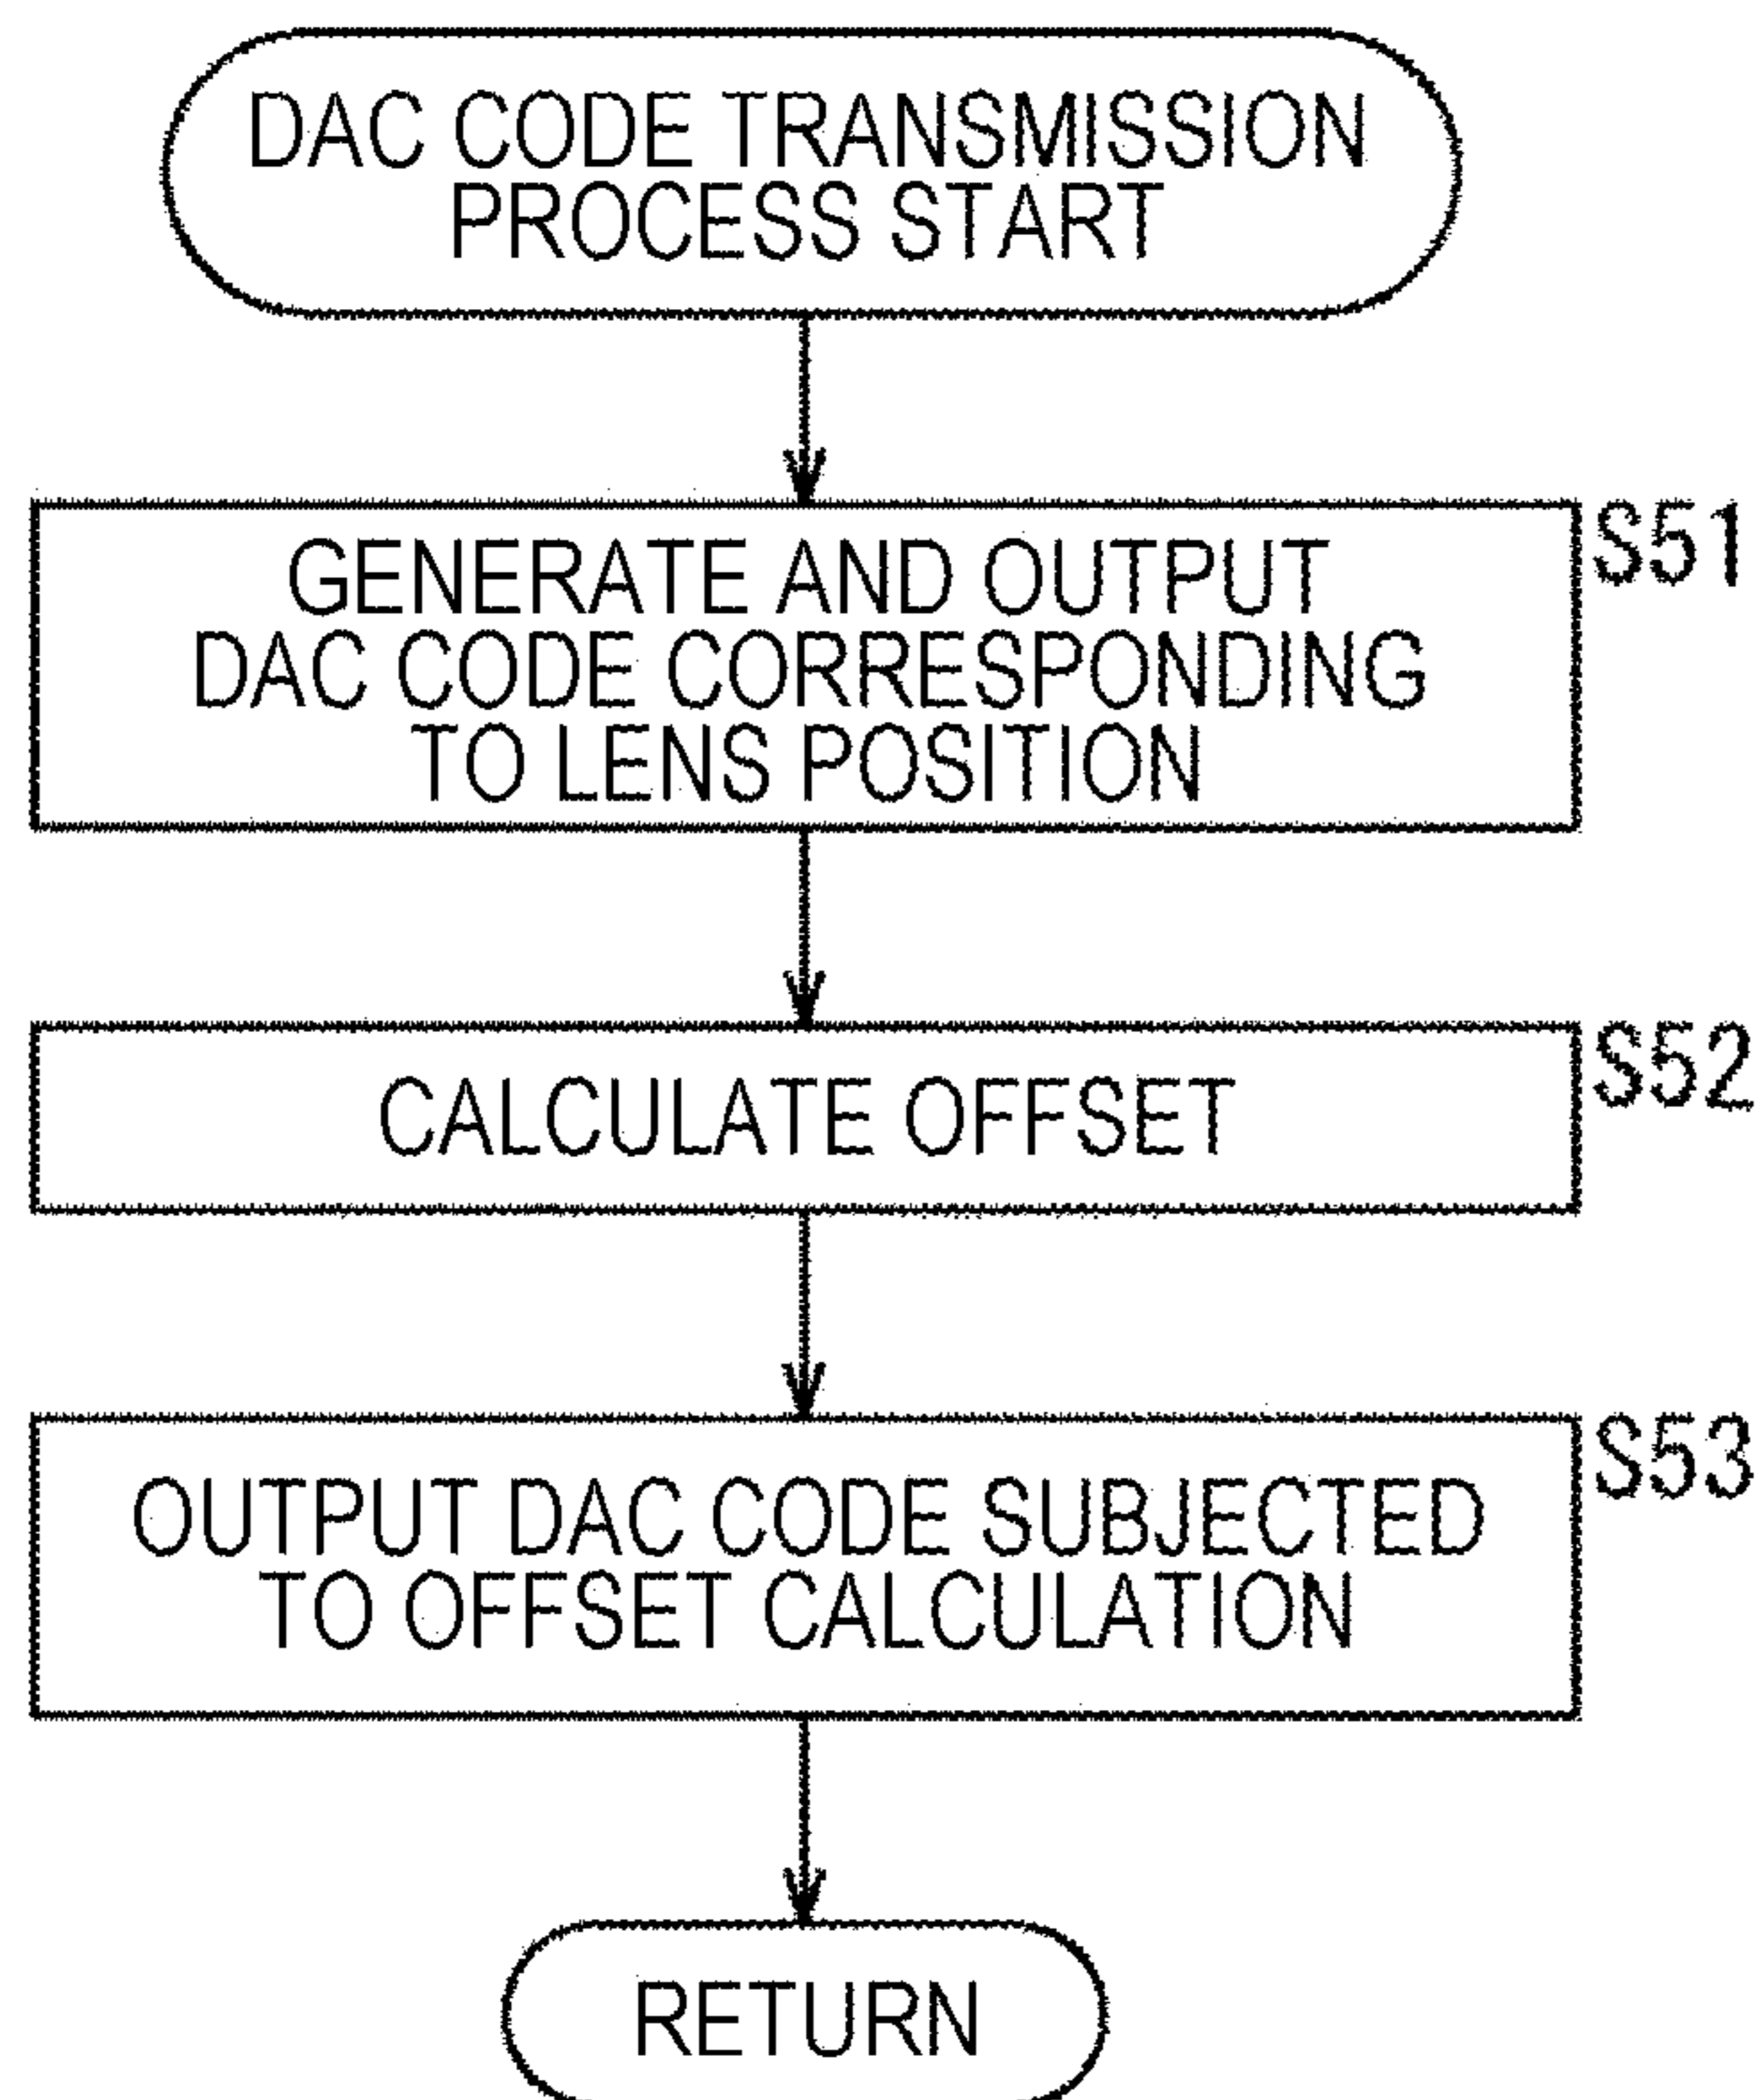 DAC CODE TRANSMISSION
PROCESS START
GENERATE AND OUTPUT
DAC CODE CORRESPONDING
TO LENS POSITION
S51
CALCULATE OFFSET
S52
OUTPUT DAC CODE SUBJECTED
TO OFFSET CALCULATION
S53
RETURN